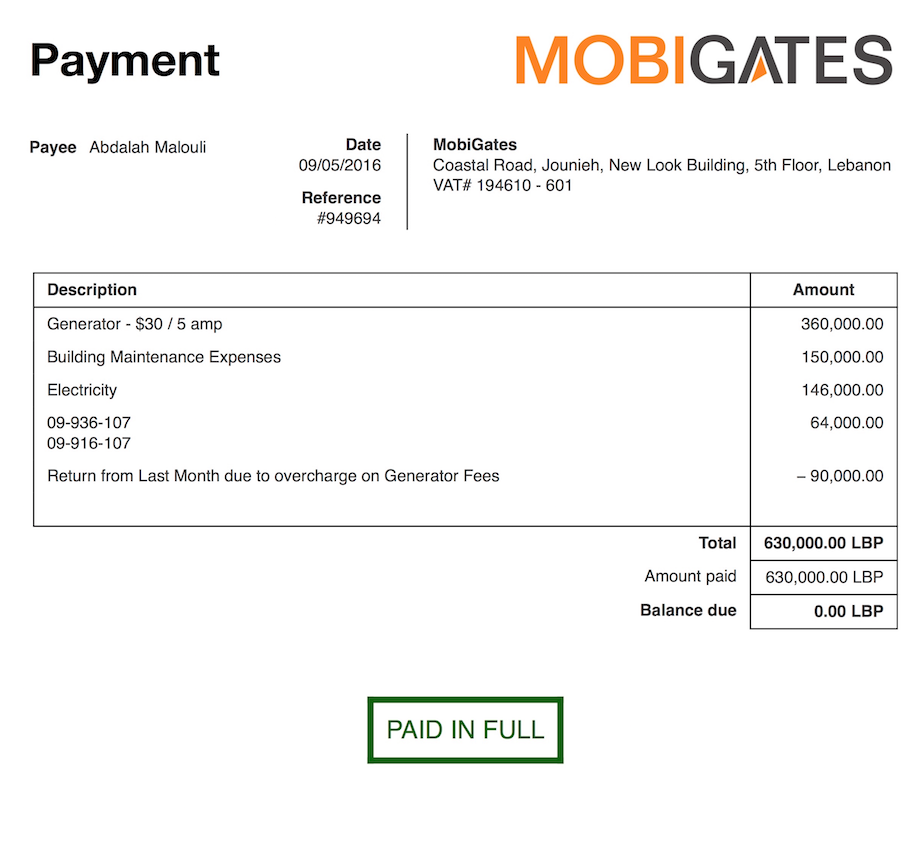 Payment
MOBIGATES
Payee Abdalah Malouli
Date
09/05/2016
Reference
#949694
MobiGates
Coastal Road, Jounieh, New Look Building, 5th Floor, Lebanon
VAT# 194610 - 601
Description Amount
Generator - $30 / 5 amp 360,000.00
Building Maintenance Expenses 150,000.00
Electricity 146,000.00
09-936-107 64,000.00
09-916-107
Return from Last Month due to overcharge on Generator Fees – 90,000.00
Total 630,000.00 LBP
Amount paid 630,000.00 LBP
Balance due 0.00 LBP
PAID IN FULL